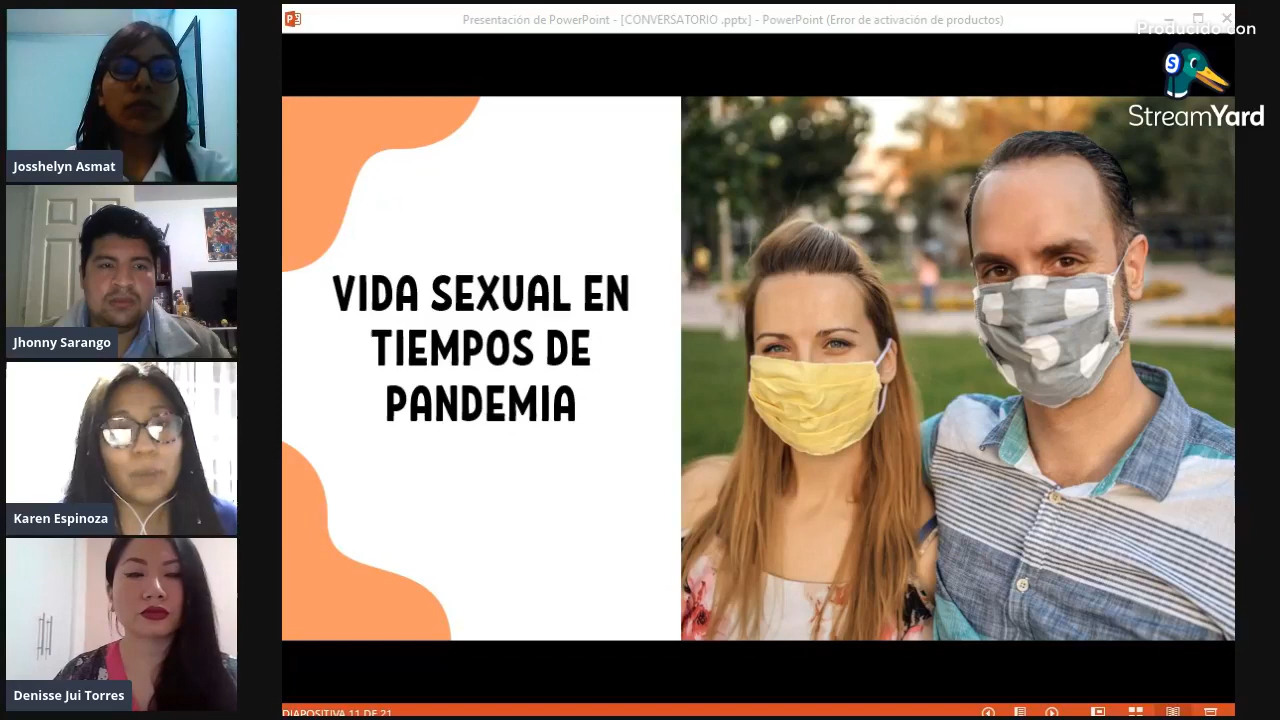 Presentación de PowerPoint - [CONVERSATORIO .pptx] - PowerPoint (Error de activación de productos)
Producido con
S
StreamYard
Josshelyn Asmat
Jhonny Sarango
Karen Espinoza
Denisse Jui Torres
VIDA SEXUAL EN
TIEMPOS DE
PANDEMIA
DIAPOSITIVA 11 DE 21